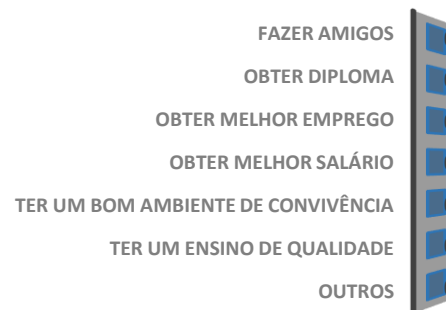 FAZER AMIGOS
OBTER DIPLOMA
OBTER MELHOR EMPREGO
OBTER MELHOR SALÁRIO
TER UM BOM AMBIENTE DE CONVIVÊNCIA
TER UM ENSINO DE QUALIDADE
OUTROS